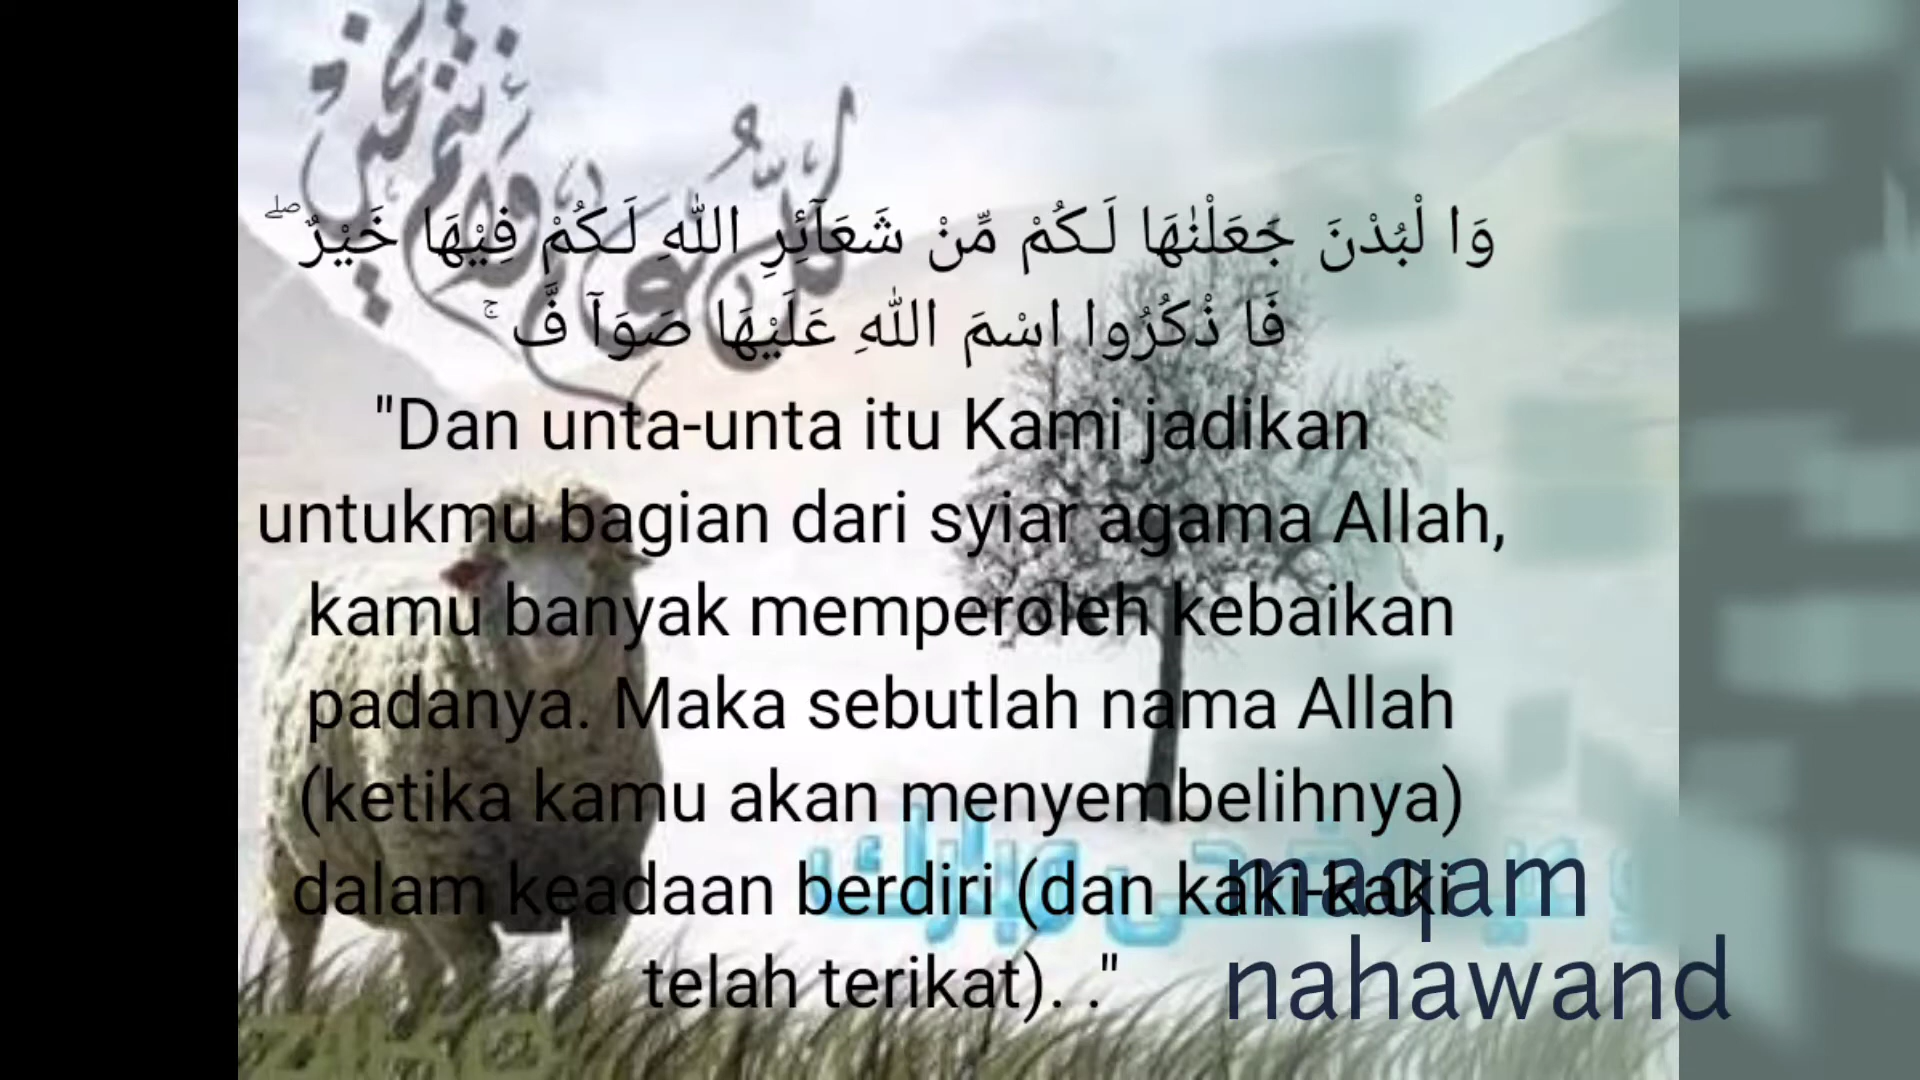 وَا لْبُدْنَ جَعَلْنٰهَا لَـكُمْ مِّنْ شَعَآئِرِ اللّٰهِ لَـكُمْ فِيْهَا خَيْرٌ ۖ
فَا ذْكُرُوا اسْمَ اللّٰهِ عَلَيْهَا صَوَآ فَّ ۚ
"Dan unta-unta itu Kami jadikan
untukmu bagian dari syiar agama Allah,
kamu banyak memperoleh kebaikan
padanya. Maka sebutlah nama Allah
(ketika kamu akan menyembelihnya)
dalam keadaan berdiri (dan kaki-kaki
telah terikat). ."
maqam
nahawand